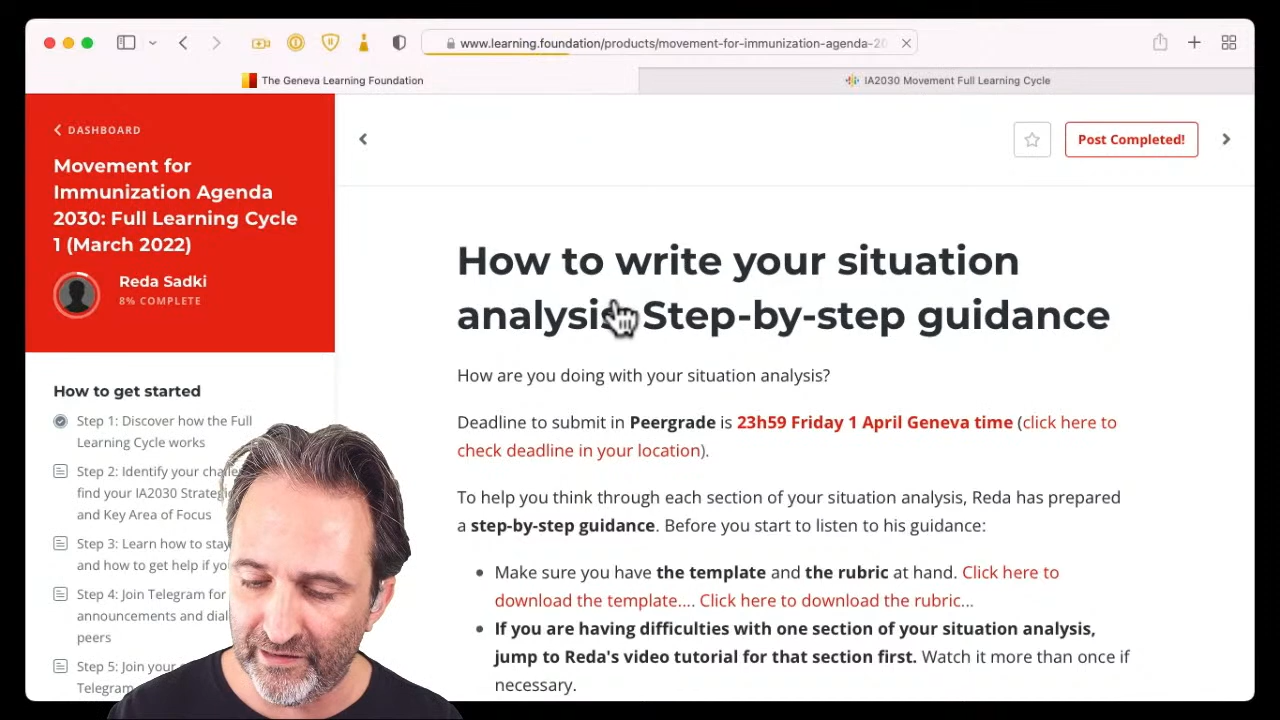 www.learning.foundation/products/movement-for-immunization-agenda-20
The Geneva Learning Foundation
IA2030 Movement Full Learning Cycle
DASHBOARD
Movement for
Immunization Agenda
2030: Full Learning Cycle
1 (March 2022)
Reda Sadki
8% COMPLETE
How to get started
Step 1: Discover how the Full
Learning Cycle works
Step 2: Identify your
find your IA2030
and Key Area of Focus
Step 3: Learn how to stay
and how to get help if
Step 4: Join Telegram for
announcements and
peers
Step 5: Join your
Telegram
Post Completed!
How to write your situation
analysis: Step-by-step guidance
How are you doing with your situation analysis?
Deadline to submit in Peergrade is 23h59 Friday 1 April Geneva time (click here to
check deadline in your location).
To help you think through each section of your situation analysis, Reda has prepared
a step-by-step guidance. Before you start to listen to his guidance:
Make sure you have the template and the rubric at hand. Click here to
download the template.... Click here to download the rubric...
If you are having difficulties with one section of your situation analysis,
jump to Reda's video tutorial for that section first. Watch it more than once if
necessary.